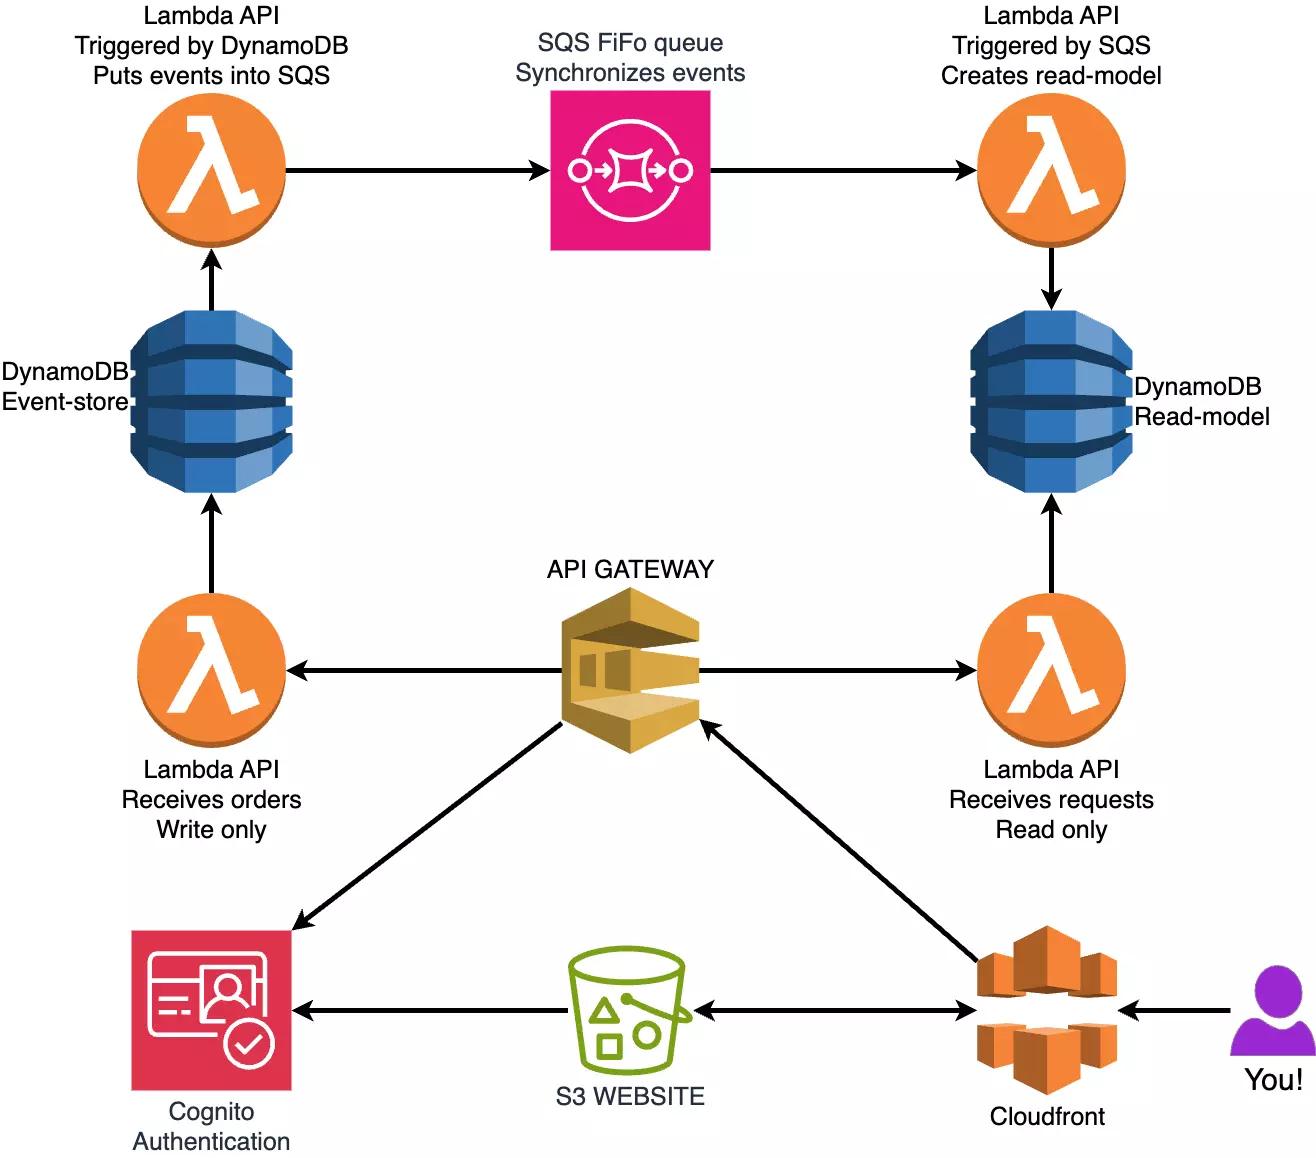 Lambda API
Triggered by DynamoDB
Puts events into SQS
SQS FiFo queue
Synchronizes events
Lambda API
Triggered by SQS
Creates read-model
DynamoDB
Event-store
DynamoDB
Read-model
API GATEWAY
Lambda API
Receives orders
Write only
Lambda API
Receives requests
Read only
Cognito
Authentication
S3 WEBSITE
Cloudfront
You!